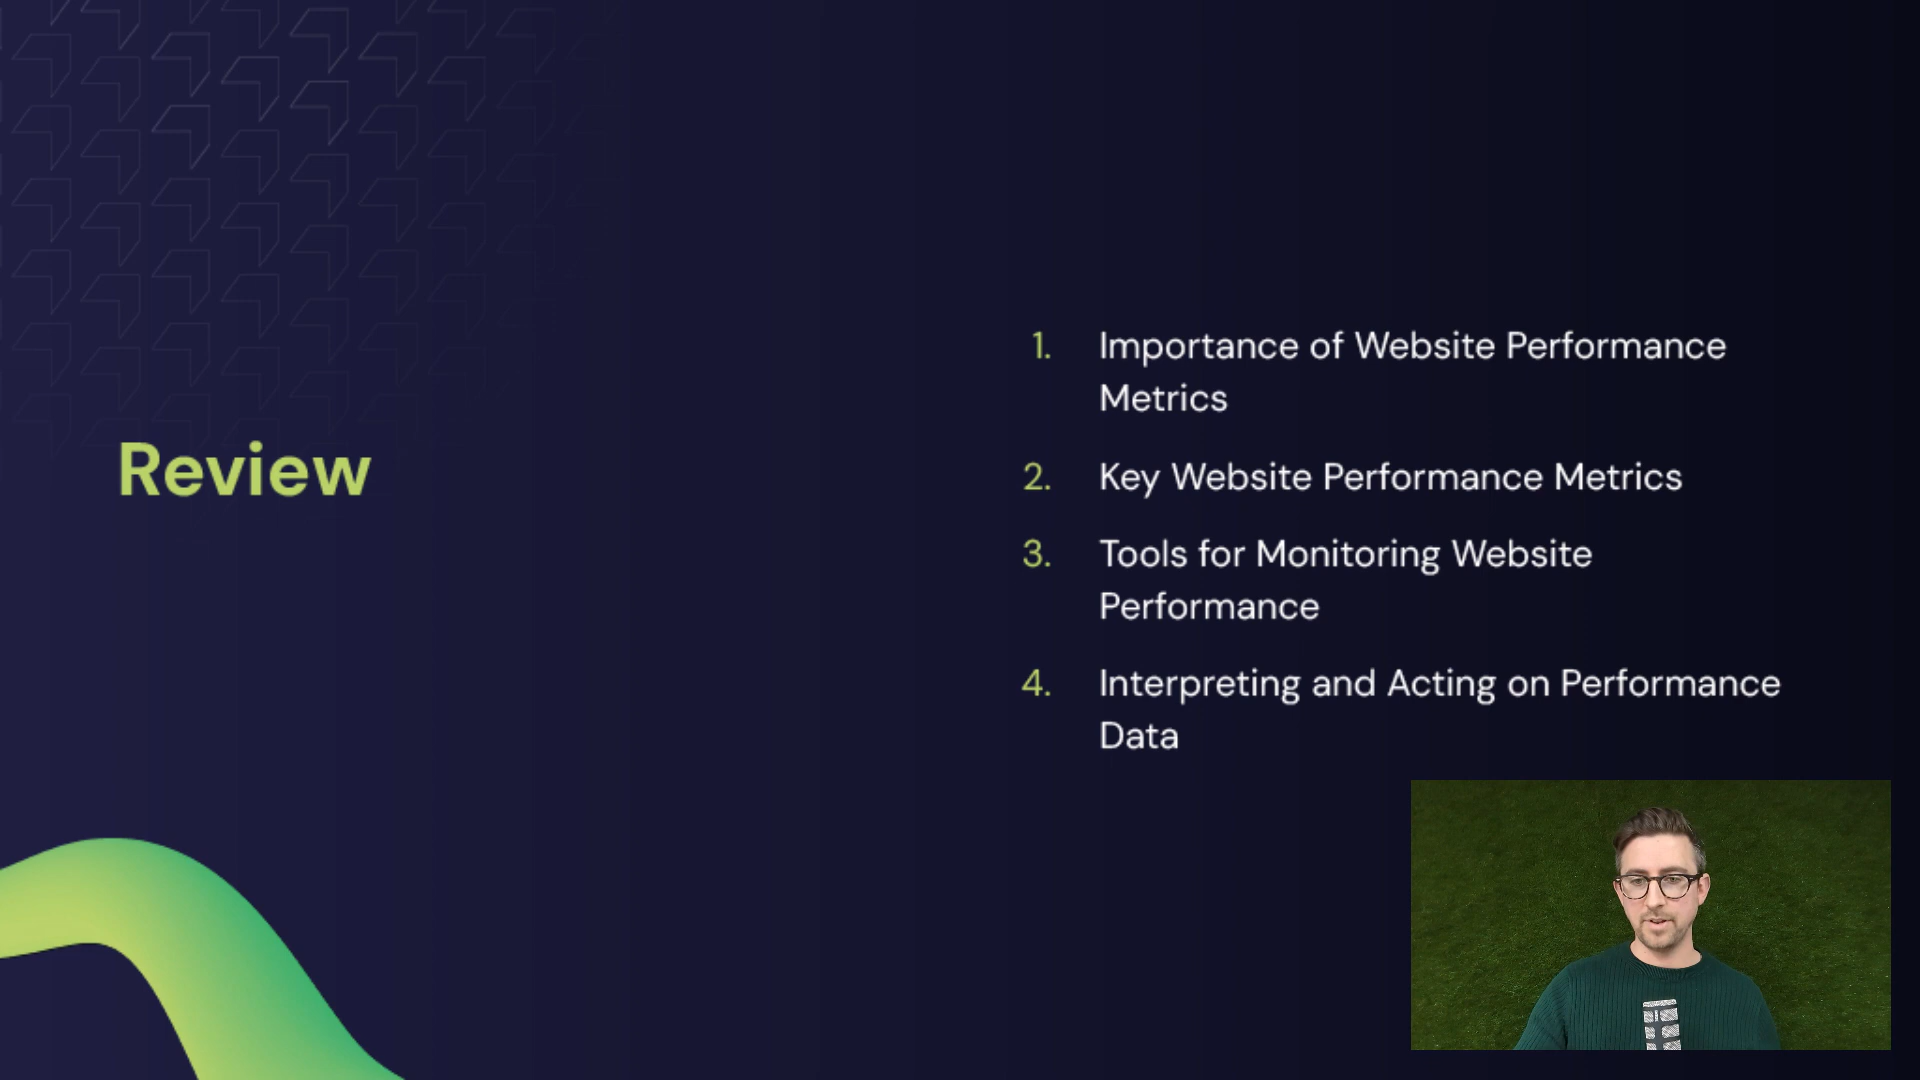 Review
1. Importance of Website Performance
Metrics
2. Key Website Performance Metrics
3. Tools for Monitoring Website
Performance
4. Interpreting and Acting on Performance
Data